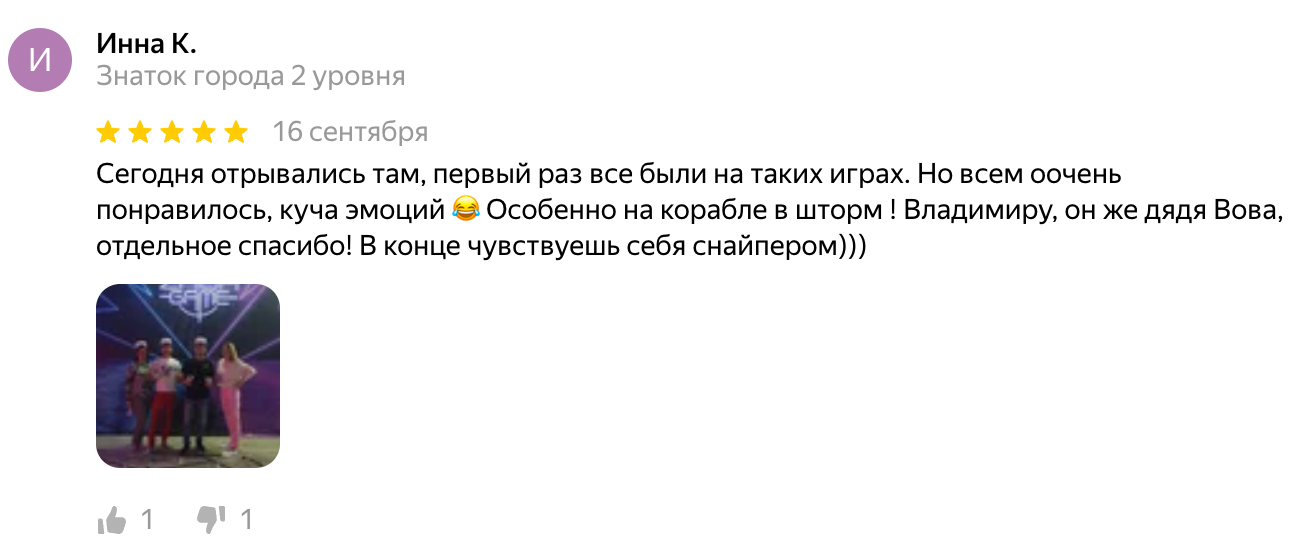 И
Инна К.
Знаток города 2 уровня
16 сентября
Сегодня отрывались там, первый раз все были на таких играх. Но всем оочень
понравилось, куча эмоций 😂 Особенно на корабле в шторм ! Владимиру, он же дядя Вова,
отдельное спасибо! В конце чувствуешь себя снайпером)))
GAME
1 1